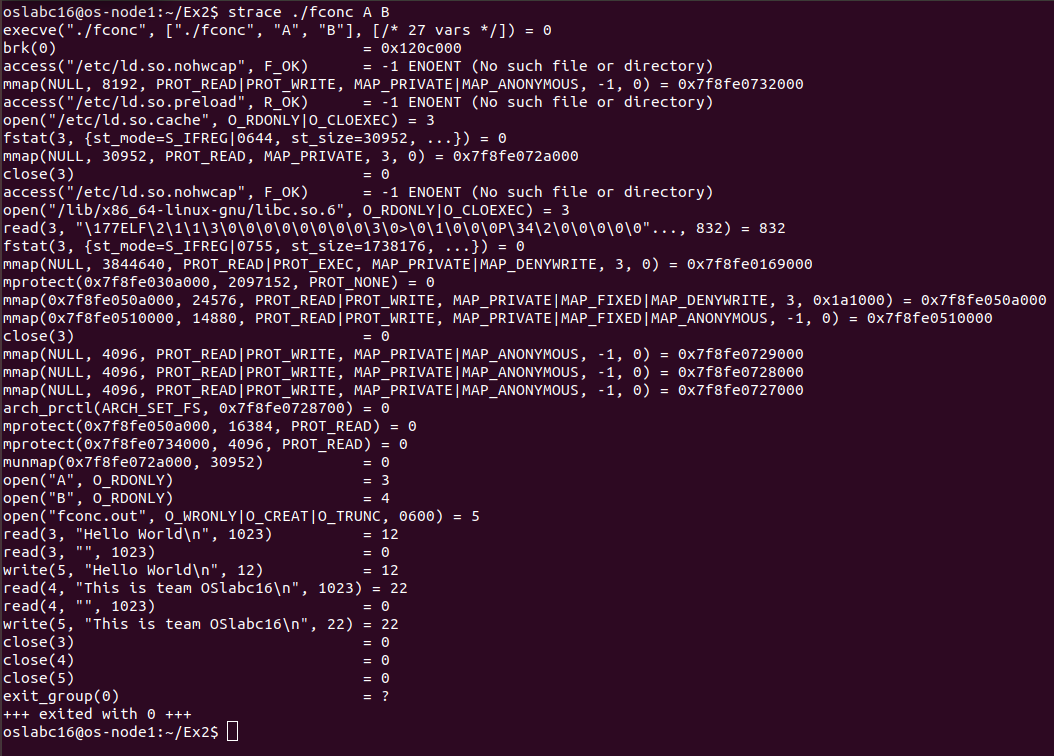 oslabc16@os-node1:~/Ex2$ strace ./fconc A B
execve("./fconc", ["./fconc", "A", "B"], [/* 27 vars */]) = 0
brk(0)                                  = 0x120c000
access("/etc/ld.so.nohwcap", F_OK)      = -1 ENOENT (No such file or directory)
mmap(NULL, 8192, PROT_READ|PROT_WRITE, MAP_PRIVATE|MAP_ANONYMOUS, -1, 0) = 0x7f8fe0732000
access("/etc/ld.so.preload", R_OK)      = -1 ENOENT (No such file or directory)
open("/etc/ld.so.cache", O_RDONLY|O_CLOEXEC) = 3
fstat(3, {st_mode=S_IFREG|0644, st_size=30952, ...}) = 0
mmap(NULL, 30952, PROT_READ, MAP_PRIVATE, 3, 0) = 0x7f8fe072a000
close(3)                                = 0
access("/etc/ld.so.nohwcap", F_OK)      = -1 ENOENT (No such file or directory)
open("/lib/x86_64-linux-gnu/libc.so.6", O_RDONLY|O_CLOEXEC) = 3
read(3, "\177ELF\2\1\1\3\0\0\0\0\0\0\0\0\3\0>\0\1\0\0\0P\34\2\0\0\0\0\0"..., 832) = 832
fstat(3, {st_mode=S_IFREG|0755, st_size=1738176, ...}) = 0
mmap(NULL, 3844640, PROT_READ|PROT_EXEC, MAP_PRIVATE|MAP_DENYWRITE, 3, 0) = 0x7f8fe0169000
mprotect(0x7f8fe030a000, 2097152, PROT_NONE) = 0
mmap(0x7f8fe050a000, 24576, PROT_READ|PROT_WRITE, MAP_PRIVATE|MAP_FIXED|MAP_DENYWRITE, 3, 0x1a1000) = 0x7f8fe050a000
mmap(0x7f8fe0510000, 14880, PROT_READ|PROT_WRITE, MAP_PRIVATE|MAP_FIXED|MAP_ANONYMOUS, -1, 0) = 0x7f8fe0510000
close(3)                                = 0
mmap(NULL, 4096, PROT_READ|PROT_WRITE, MAP_PRIVATE|MAP_ANONYMOUS, -1, 0) = 0x7f8fe0729000
mmap(NULL, 4096, PROT_READ|PROT_WRITE, MAP_PRIVATE|MAP_ANONYMOUS, -1, 0) = 0x7f8fe0728000
mmap(NULL, 4096, PROT_READ|PROT_WRITE, MAP_PRIVATE|MAP_ANONYMOUS, -1, 0) = 0x7f8fe0727000
arch_prctl(ARCH_SET_FS, 0x7f8fe0728700) = 0
mprotect(0x7f8fe050a000, 16384, PROT_READ) = 0
mprotect(0x7f8fe0734000, 4096, PROT_READ) = 0
munmap(0x7f8fe072a000, 30952)           = 0
open("A", O_RDONLY)                     = 3
open("B", O_RDONLY)                     = 4
open("fconc.out", O_WRONLY|O_CREAT|O_TRUNC, 0600) = 5
read(3, "Hello World\n", 1023)          = 12
read(3, "", 1023)                       = 0
write(5, "Hello World\n", 12)           = 12
read(4, "This is team OSlabc16\n", 1023) = 22
read(4, "", 1023)                       = 0
write(5, "This is team OSlabc16\n", 22) = 22
close(3)                                = 0
close(4)                                = 0
close(5)                                = 0
exit_group(0)                           = ?
+++ exited with 0 +++
oslabc16@os-node1:~/Ex2$